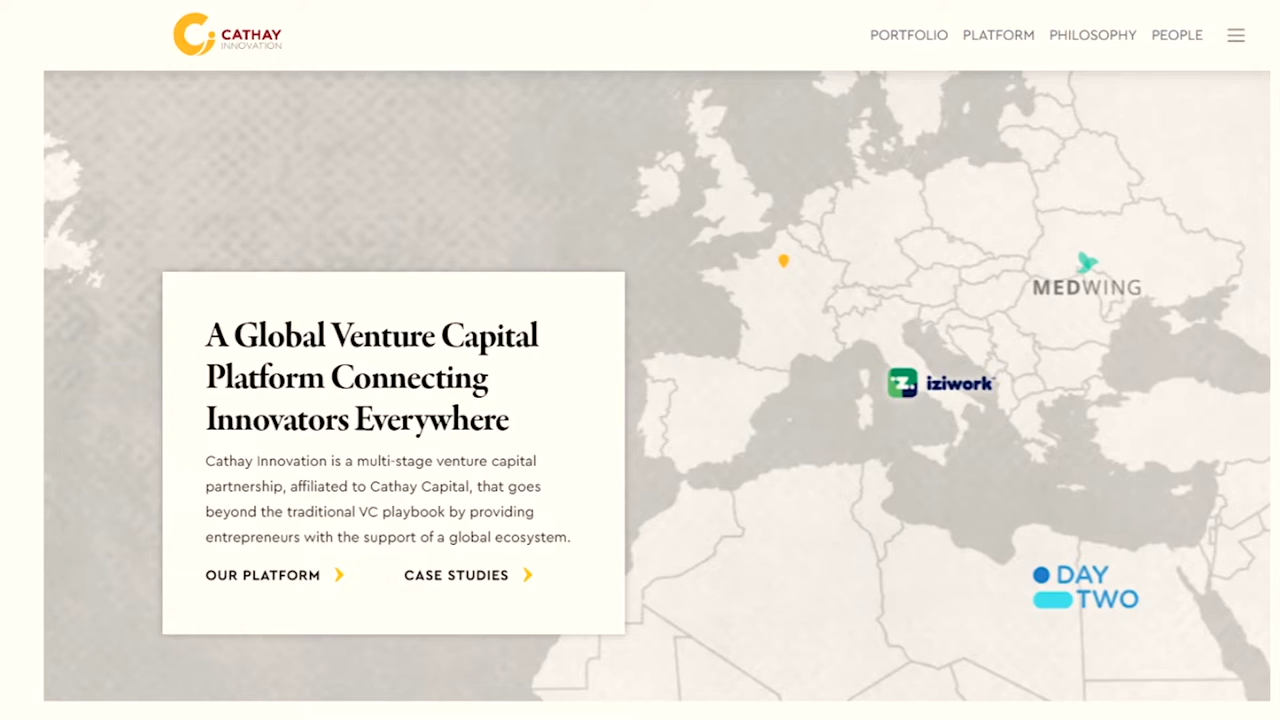 CATHAY
INNOVATION
PORTFOLIO PLATFORM PHILOSOPHY PEOPLE
MEDWING
A Global Venture Capital
Platform Connecting
Innovators Everywhere
iziwork
Cathay Innovation is a multi-stage venture capital
partnership, affiliated to Cathay Capital, that goes
beyond the traditional VC playbook by providing
entrepreneurs with the support of a global ecosystem.
OUR PLATFORM CASE STUDIES
DAY
TWO